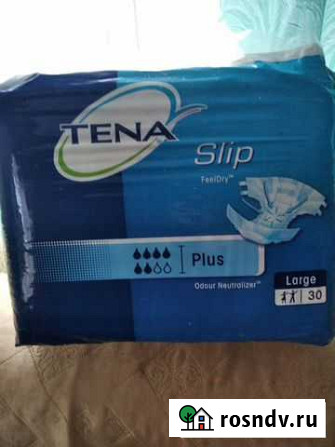 TENA
Slip
FeelDry™
Plus
Odour Neutralizer™
Large
30
rosndv.ru